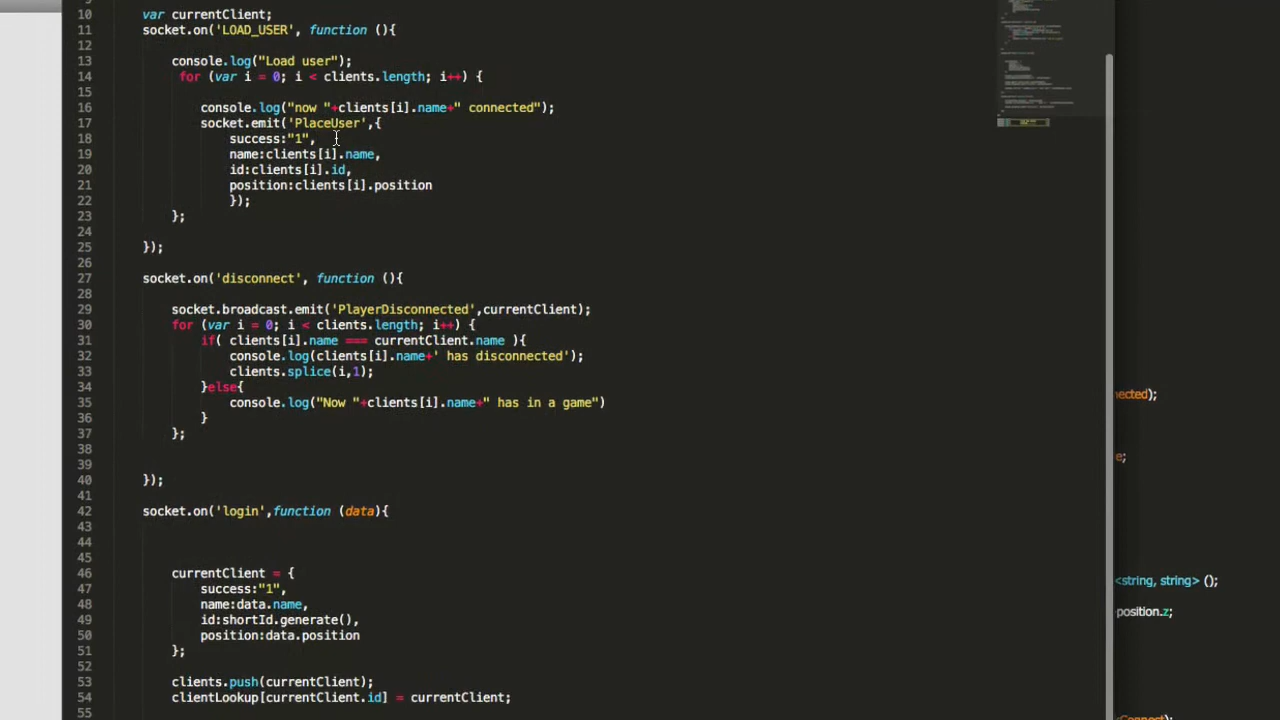 10 var currentClient;
11 socket.on('LOAD_USER', function (){
12
13 console.log("Load user");
14 for (var i = 0; i < clients.length; i++) {
15
16 console.log("now "+clients[i].name+" connected");
17 socket.emit('PlaceUser',{
18 success:"1",
19 name:clients[i].name,
20 id:clients[i].id,
21 position:clients[i].position
22 });
23 };
24
25 });
26
27 socket.on('disconnect', function (){
28
29 socket.broadcast.emit('PlayerDisconnected',currentClient);
30 for (var i = 0; i < clients.length; i++) {
31 if( clients[i].name === currentClient.name ){
32 console.log(clients[i].name+' has disconnected');
33 clients.splice(i,1);
34 }else{
35 console.log("Now "+clients[i].name+" has in a game")
36 }
37 };
38
39
40 });
41
42 socket.on('login',function (data){
43
44
45
46 currentClient = {
47 success:"1",
48 name:data.name,
49 id:shortId.generate(),
50 position:data.position
51 };
52
53 clients.push(currentClient);
54 clientLookup[currentClient.id] = currentClient;
55
nected);
e;
<string, string> ();
position.z;
Connect);